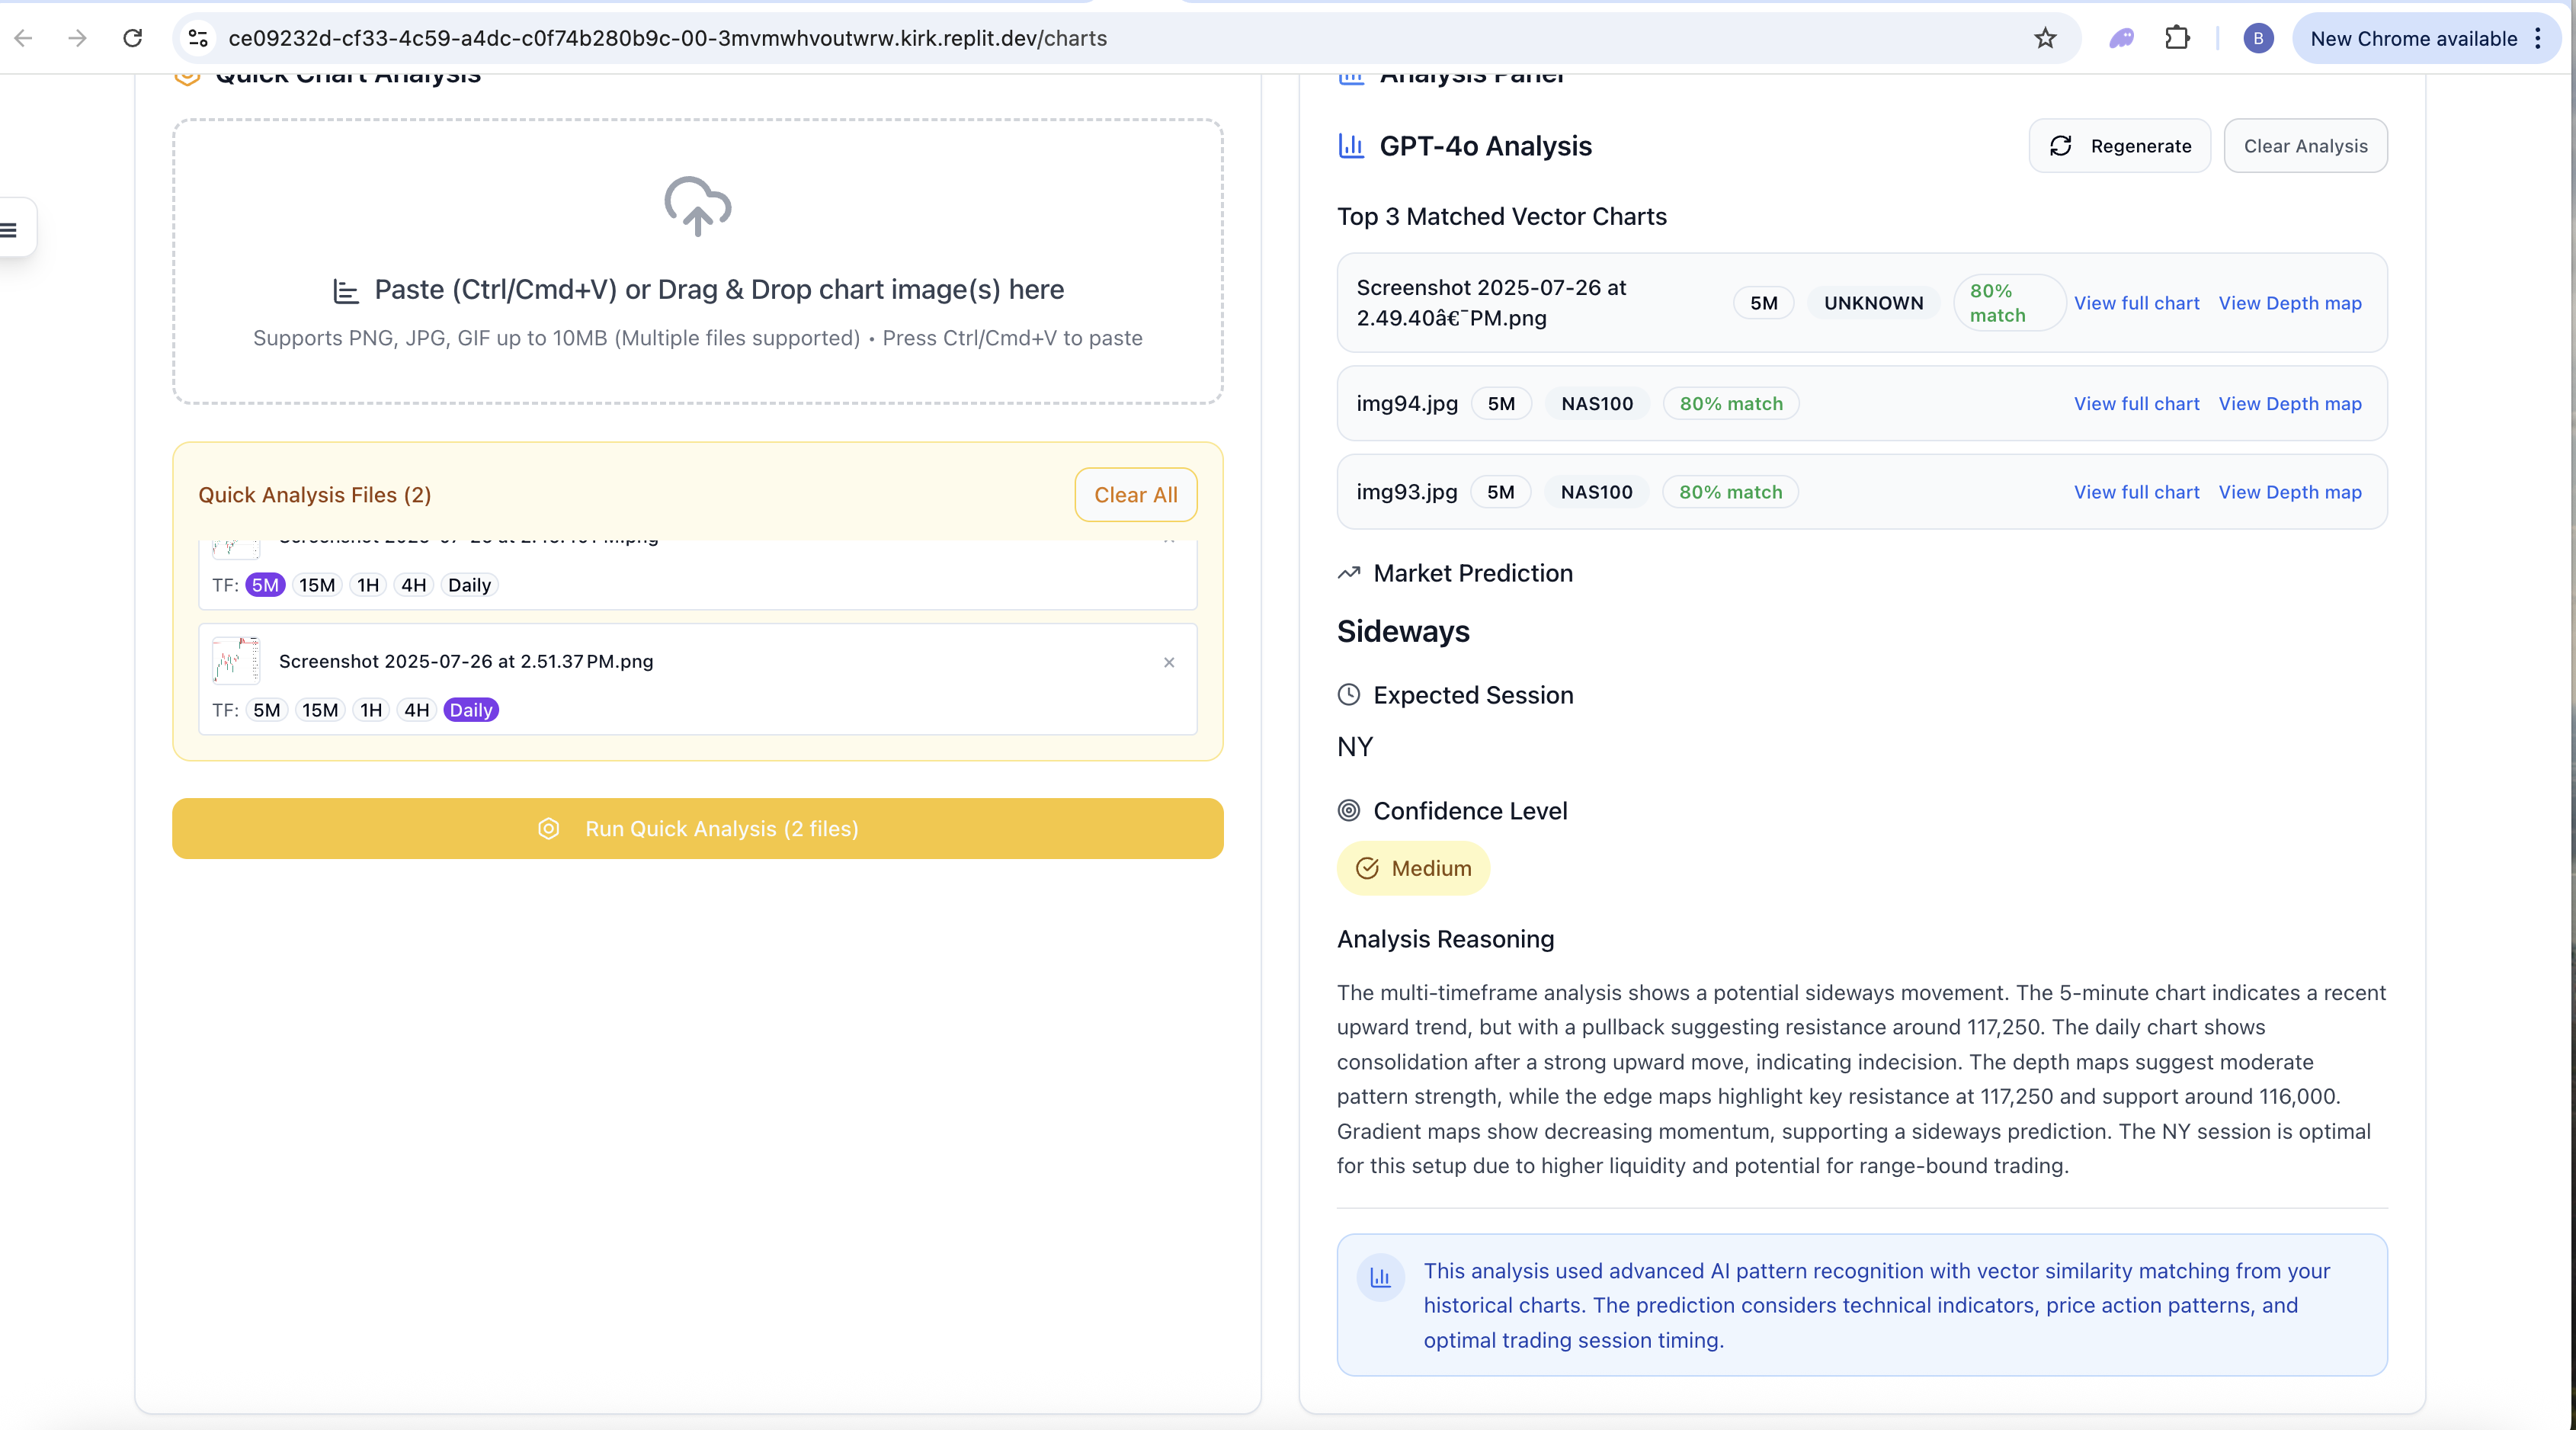 ce09232d-cf33-4c59-a4dc-c0f74b280b9c-00-3mvmwhvoutwrw.kirk.replit.dev/charts
B
New Chrome available
Quick Chart Analysis
Paste (Ctrl/Cmd+V) or Drag & Drop chart image(s) here
Supports PNG, JPG, GIF up to 10MB (Multiple files supported) • Press Ctrl/Cmd+V to paste
Quick Analysis Files (2)
Clear All
TF: 5M 15M 1H 4H Daily
Screenshot 2025-07-26 at 2.51.37 PM.png
×
TF: 5M 15M 1H 4H Daily
Run Quick Analysis (2 files)
Analysis Panel
GPT-4o Analysis
Regenerate
Clear Analysis
Top 3 Matched Vector Charts
Screenshot 2025-07-26 at
2.49.40â€¯PM.png
5M
UNKNOWN
80%
match
View full chart
View Depth map
img94.jpg 5M NAS100 80% match View full chart View Depth map
img93.jpg 5M NAS100 80% match View full chart View Depth map
Market Prediction
Sideways
Expected Session
NY
Confidence Level
Medium
Analysis Reasoning
The multi-timeframe analysis shows a potential sideways movement. The 5-minute chart indicates a recent
upward trend, but with a pullback suggesting resistance around 117,250. The daily chart shows
consolidation after a strong upward move, indicating indecision. The depth maps suggest moderate
pattern strength, while the edge maps highlight key resistance at 117,250 and support around 116,000.
Gradient maps show decreasing momentum, supporting a sideways prediction. The NY session is optimal
for this setup due to higher liquidity and potential for range-bound trading.
This analysis used advanced AI pattern recognition with vector similarity matching from your
historical charts. The prediction considers technical indicators, price action patterns, and
optimal trading session timing.